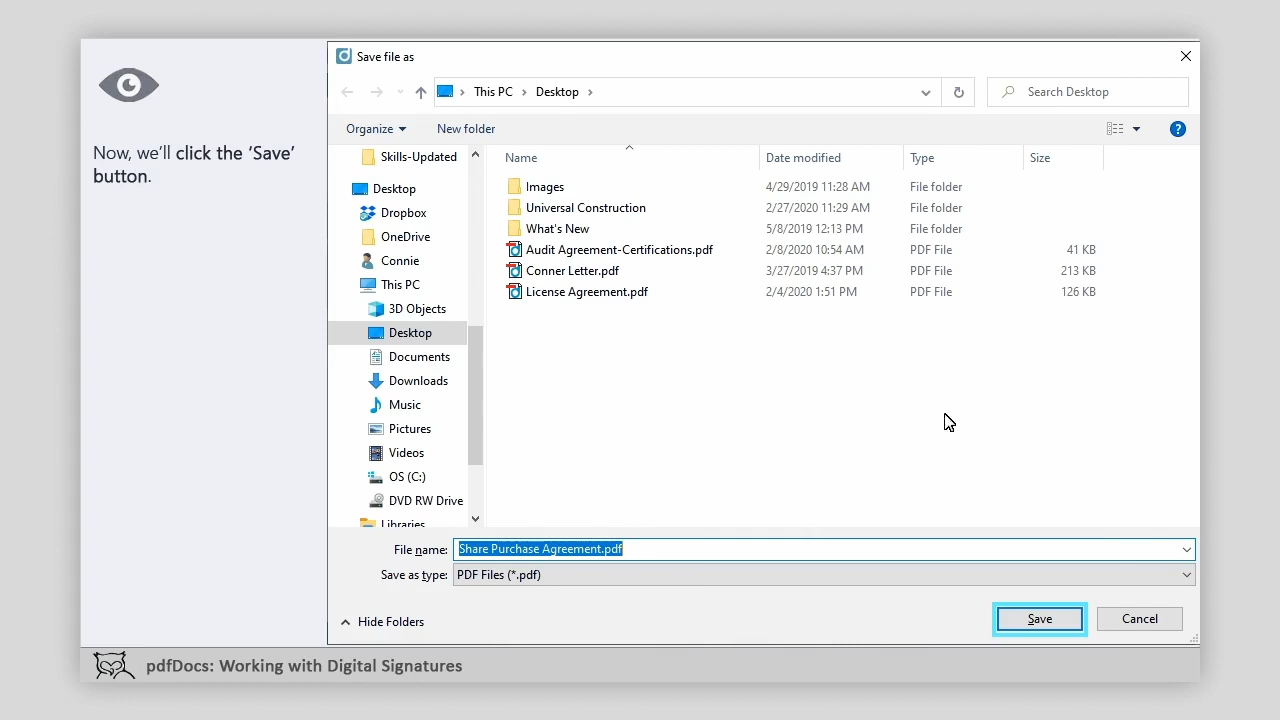 Now, we’ll click the ‘Save’
button.
Save file as
This PC
Desktop
Search Desktop
Organize
New folder
Skills-Updated
Desktop
Dropbox
OneDrive
Connie
This PC
3D Objects
Desktop
Documents
Downloads
Music
Pictures
Videos
OS (C:)
DVD RW Drive
Libraries
Name Date modified Type Size
Images 4/29/2019 11:28 AM File folder
Universal Construction 2/27/2020 11:29 AM File folder
What's New 5/8/2019 12:13 PM File folder
Audit Agreement-Certifications.pdf 2/8/2020 10:54 AM PDF File 41 KB
Conner Letter.pdf 3/27/2019 4:37 PM PDF File 213 KB
License Agreement.pdf 2/4/2020 1:51 PM PDF File 126 KB
File name: Share Purchase Agreement.pdf
Save as type: PDF Files (*.pdf)
Hide Folders
Save
Cancel
pdfDocs: Working with Digital Signatures